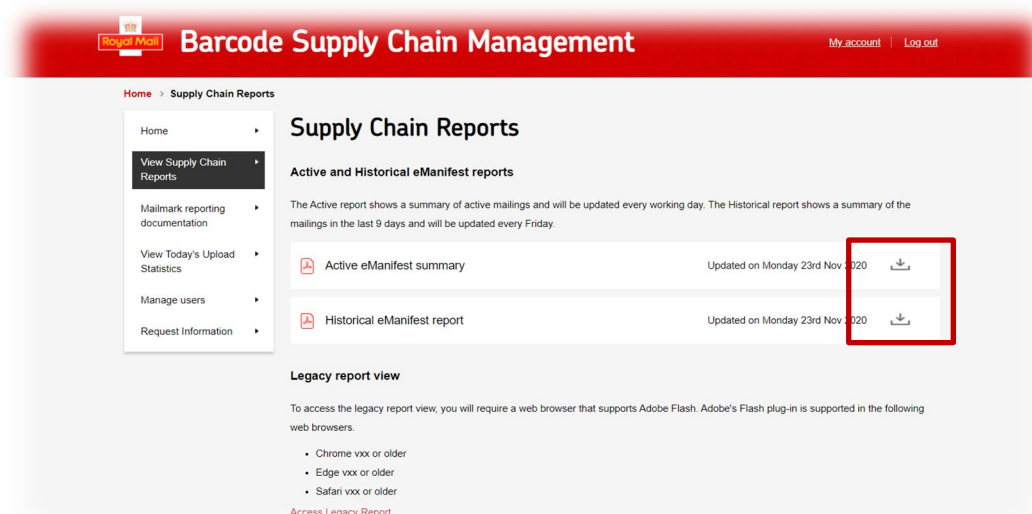 Royal Mail
Barcode Supply Chain Management
My account
Log out
Home > Supply Chain Reports
Home
View Supply Chain
Reports
Mailmark reporting
documentation
View Today's Upload
Statistics
Manage users
Request Information
Supply Chain Reports
Active and Historical eManifest reports
The Active report shows a summary of active mailings and will be updated every working day. The Historical report shows a summary of the
mailings in the last 9 days and will be updated every Friday.
Active eManifest summary
Updated on Monday 23rd Nov 2020
Historical eManifest report
Updated on Monday 23rd Nov 2020
Legacy report view
To access the legacy report view, you will require a web browser that supports Adobe Flash. Adobe's Flash plug-in is supported in the following
web browsers.
• Chrome vxx or older
• Edge vxx or older
• Safari vxx or older
Access Legacy Report